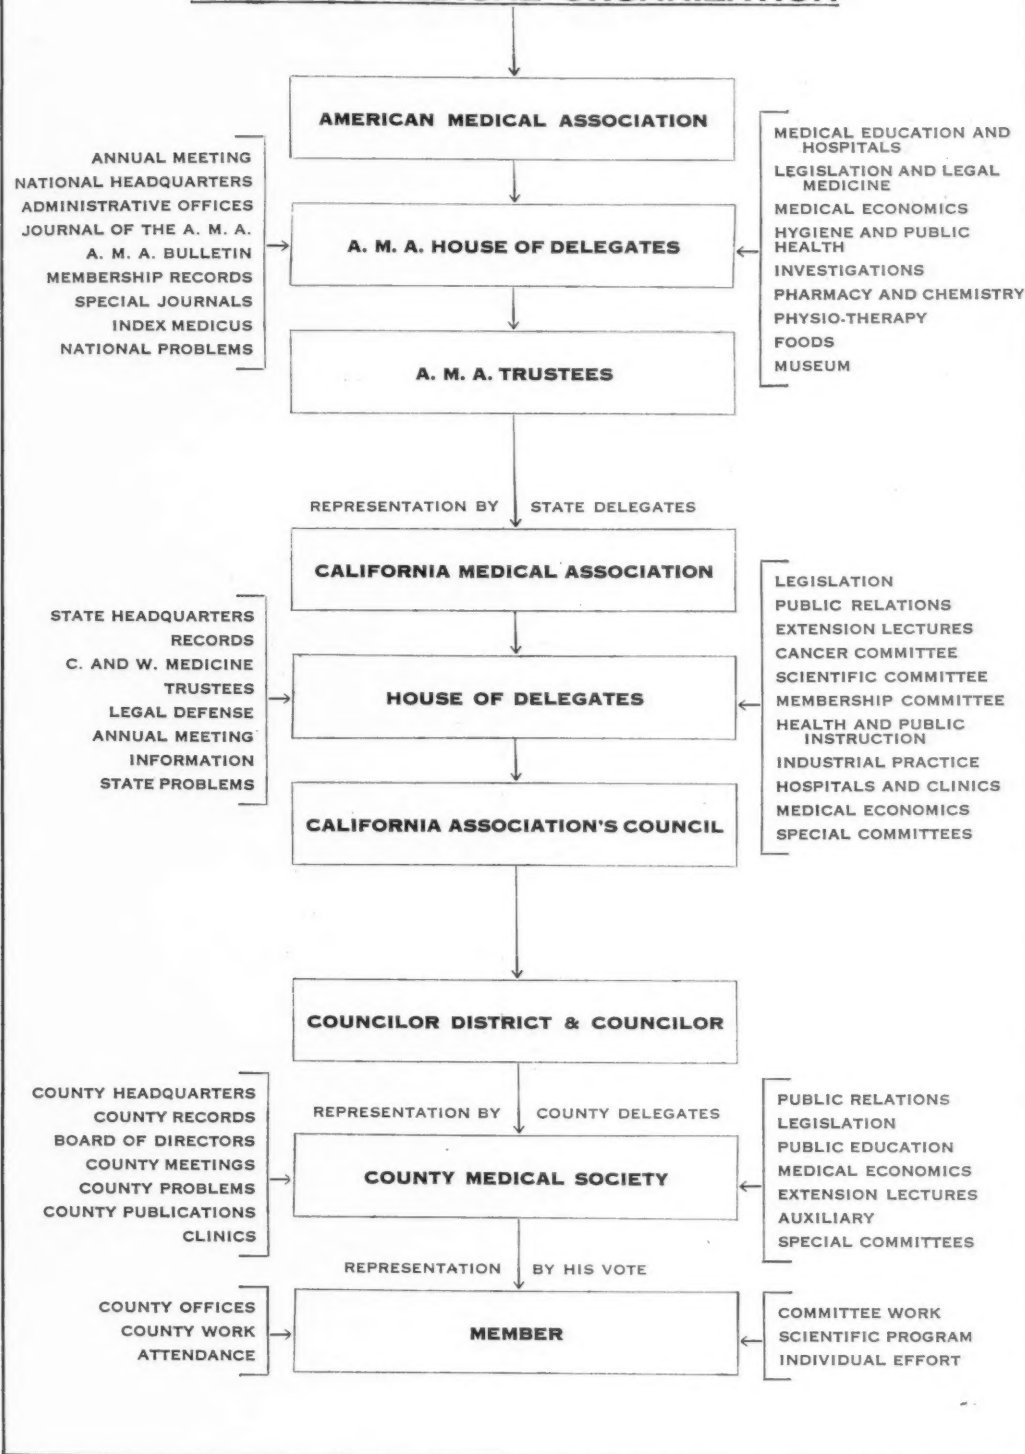 ORGANIZATION
AMERICAN MEDICAL ASSOCIATION
ANNUAL MEETING
NATIONAL HEADQUARTERS
ADMINISTRATIVE OFFICES
JOURNAL OF THE A. M. A.
A. M. A. BULLETIN
MEMBERSHIP RECORDS
SPECIAL JOURNALS
INDEX MEDICUS
NATIONAL PROBLEMS
A. M. A. HOUSE OF DELEGATES
MEDICAL EDUCATION AND
HOSPITALS
LEGISLATION AND LEGAL
MEDICINE
MEDICAL ECONOMICS
HYGIENE AND PUBLIC
HEALTH
INVESTIGATIONS
PHARMACY AND CHEMISTRY
PHYSIO-THERAPY
FOODS
MUSEUM
A. M. A. TRUSTEES
REPRESENTATION BY STATE DELEGATES
CALIFORNIA MEDICAL ASSOCIATION
STATE HEADQUARTERS
RECORDS
C. AND W. MEDICINE
TRUSTEES
LEGAL DEFENSE
ANNUAL MEETING
INFORMATION
STATE PROBLEMS
HOUSE OF DELEGATES
LEGISLATION
PUBLIC RELATIONS
EXTENSION LECTURES
CANCER COMMITTEE
SCIENTIFIC COMMITTEE
MEMBERSHIP COMMITTEE
HEALTH AND PUBLIC
INSTRUCTION
INDUSTRIAL PRACTICE
HOSPITALS AND CLINICS
MEDICAL ECONOMICS
SPECIAL COMMITTEES
CALIFORNIA ASSOCIATION'S COUNCIL
COUNCILOR DISTRICT & COUNCILOR
REPRESENTATION BY COUNTY DELEGATES
COUNTY HEADQUARTERS
COUNTY RECORDS
BOARD OF DIRECTORS
COUNTY MEETINGS
COUNTY PROBLEMS
COUNTY PUBLICATIONS
CLINICS
COUNTY MEDICAL SOCIETY
PUBLIC RELATIONS
LEGISLATION
PUBLIC EDUCATION
MEDICAL ECONOMICS
EXTENSION LECTURES
AUXILIARY
SPECIAL COMMITTEES
REPRESENTATION BY HIS VOTE
COUNTY OFFICES
COUNTY WORK
ATTENDANCE
MEMBER
COMMITTEE WORK
SCIENTIFIC PROGRAM
INDIVIDUAL EFFORT